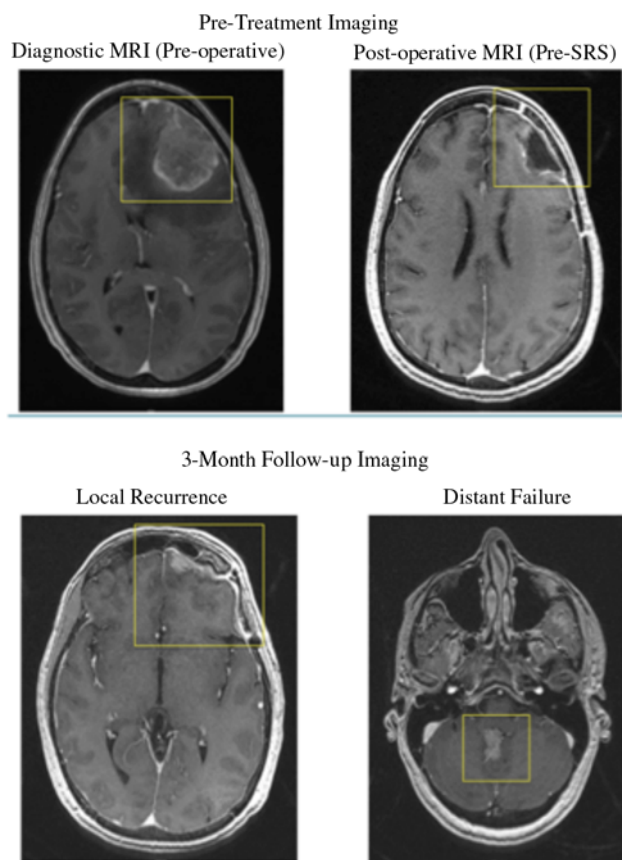 Pre-Treatment Imaging
Diagnostic MRI (Pre-operative)
Post-operative MRI (Pre-SRS)
3-Month Follow-up Imaging
Local Recurrence
Distant Failure